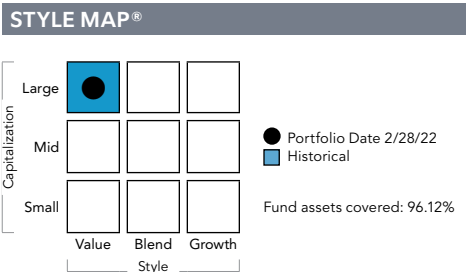 STYLE MAP®
Capitalization
Large
Mid
Small
Value Blend Growth
Style
Portfolio Date 2/28/22
Historical
Fund assets covered: 96.12%